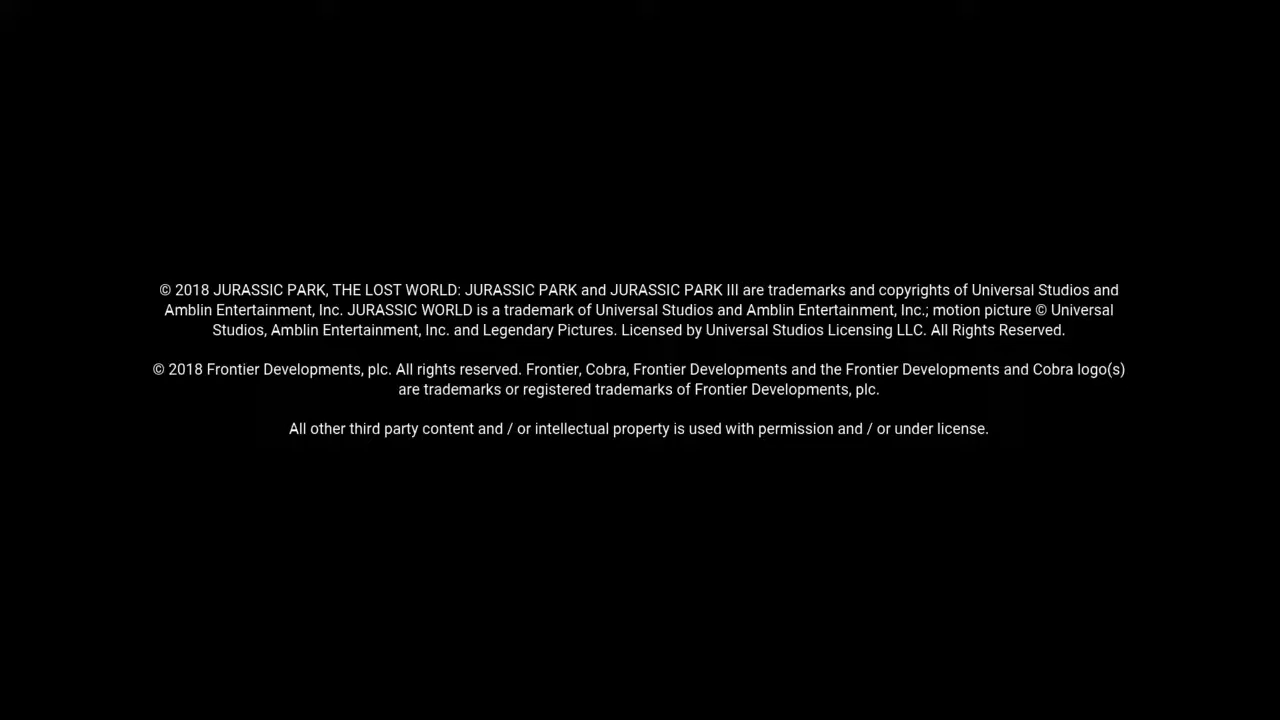 © 2018 JURASSIC PARK, THE LOST WORLD: JURASSIC PARK and JURASSIC PARK III are trademarks and copyrights of Universal Studios and
Amblin Entertainment, Inc. JURASSIC WORLD is a trademark of Universal Studios and Amblin Entertainment, Inc.; motion picture © Universal
Studios, Amblin Entertainment, Inc. and Legendary Pictures. Licensed by Universal Studios Licensing LLC. All Rights Reserved.
© 2018 Frontier Developments, plc. All rights reserved. Frontier, Cobra, Frontier Developments and the Frontier Developments and Cobra logo(s)
are trademarks or registered trademarks of Frontier Developments, plc.
All other third party content and / or intellectual property is used with permission and / or under license.